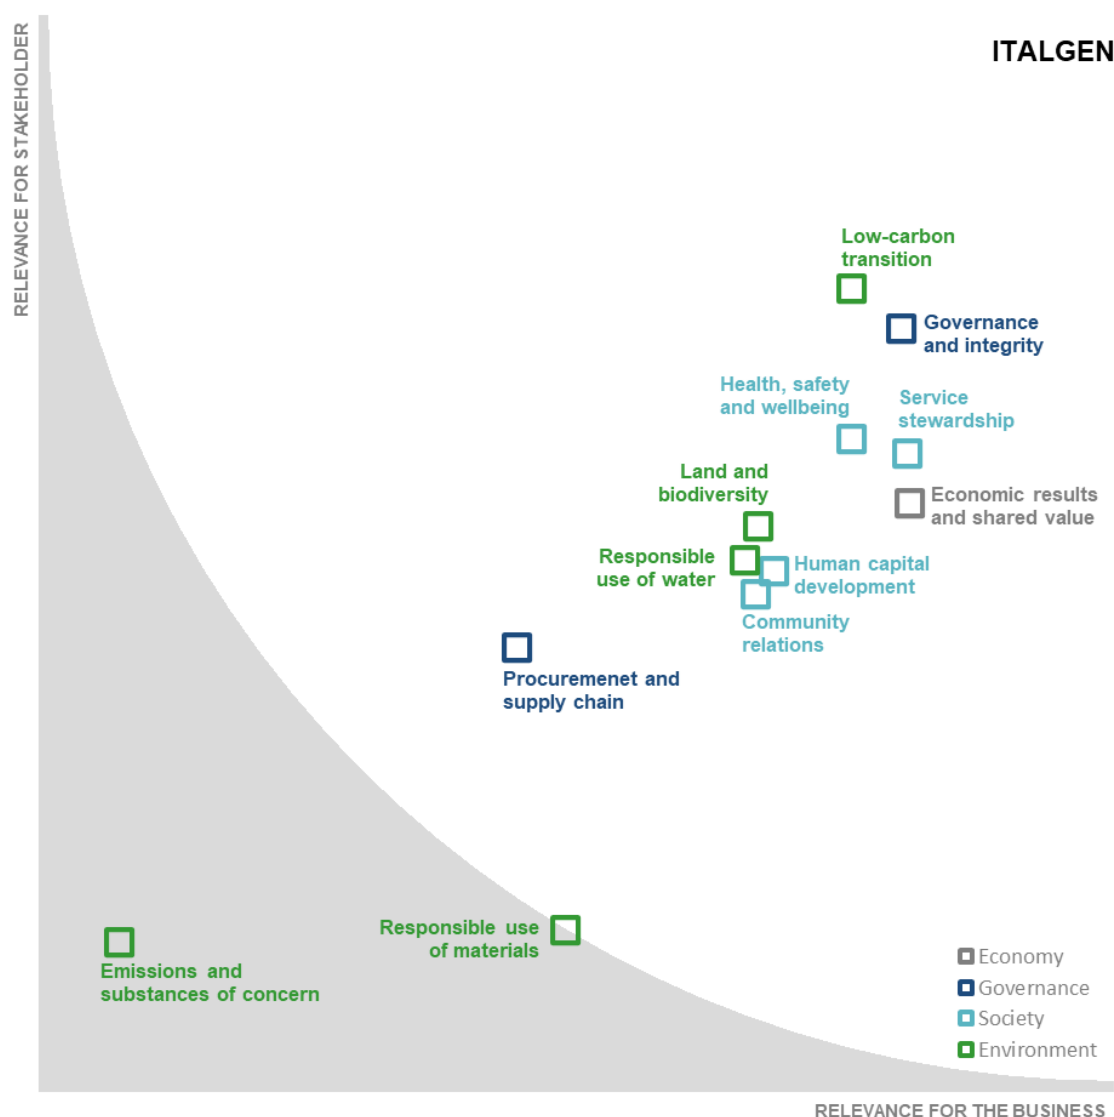 RELEVANCE FOR STAKEHOLDER
ITALGEN
Low-carbon
transition
Governance
and integrity
Health, safety
and wellbeing
Service
stewardship
Land and
biodiversity
Economic results
and shared value
Responsible
use of water
Human capital
development
Community
relations
Procuremenet and
supply chain
Responsible use
of materials
Emissions and
substances of concern
Economy
Governance
Society
Environment
RELEVANCE FOR THE BUSINESS